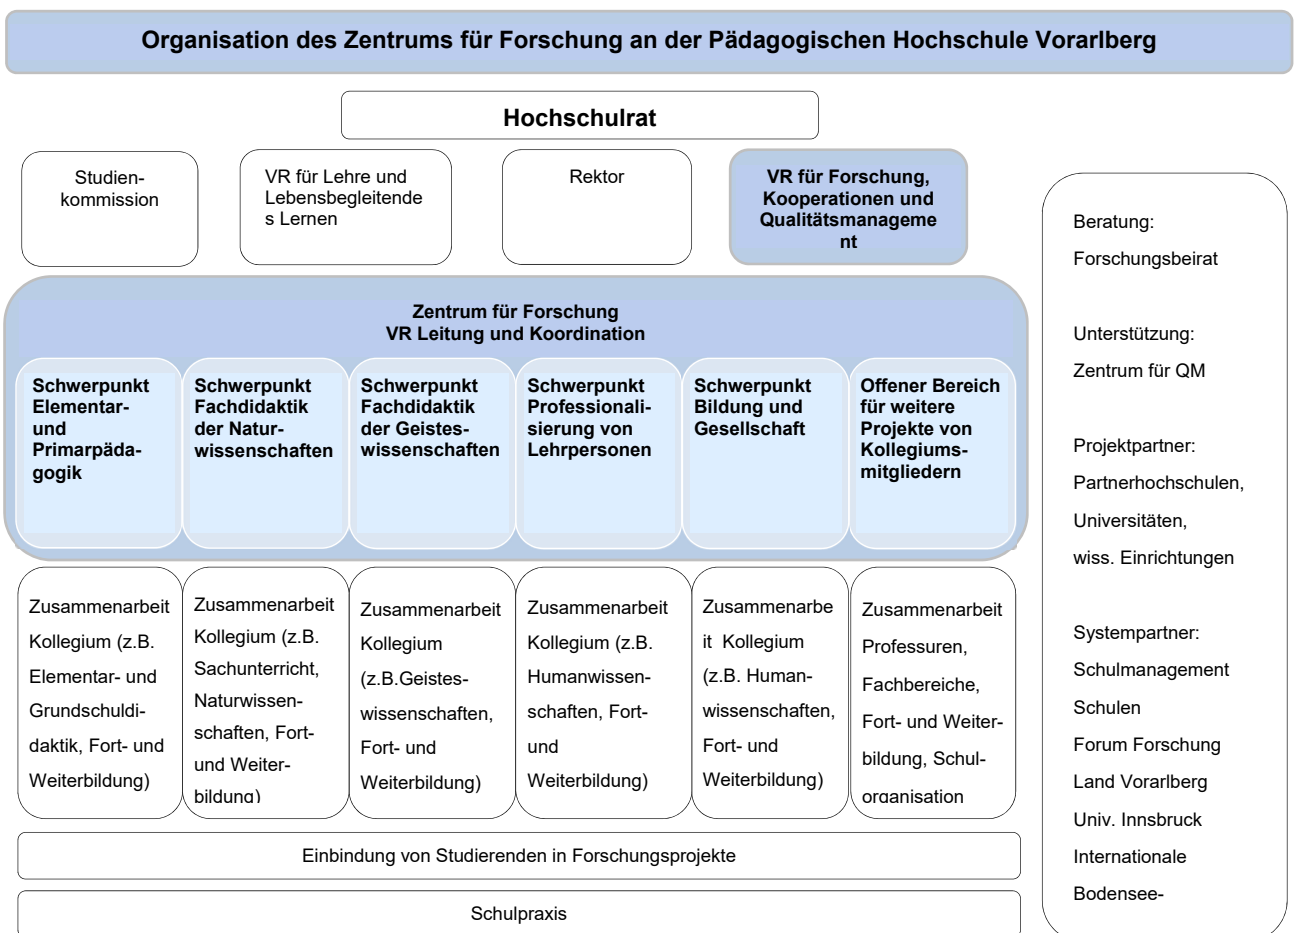 Organisation des Zentrums für Forschung an der Pädagogischen Hochschule Vorarlberg
Hochschulrat
Studien-
kommission
VR für Lehre und
Lebensbegleitende
s Lernen
Rektor
VR für Forschung,
Kooperationen und
Qualitätsmanageme
nt
Zentrum für Forschung
VR Leitung und Koordination
Schwerpunkt
Elementar-
und
Primarpäda-
gogik
Schwerpunkt
Fachdidaktik
der Natur-
wissenschaften
Schwerpunkt
Fachdidaktik
der Geistes-
wissenschaften
Schwerpunkt
Professionali-
sierung von
Lehrpersonen
Schwerpunkt
Bildung und
Gesellschaft
Offener Bereich
für weitere
Projekte von
Kollegiums-
mitgliedern
Zusammenarbeit
Kollegium (z.B.
Elementar- und
Grundschuldi-
daktik, Fort- und
Weiterbildung)
Zusammenarbeit
Kollegium (z.B.
Sachunterricht,
Naturwissen-
schaften, Fort-
und Weiter-
bildung)
Zusammenarbeit
Kollegium
(z.B.Geistes-
wissenschaften,
Fort- und
Weiterbildung)
Zusammenarbeit
Kollegium (z.B.
Humanwissen-
schaften, Fort-
und
Weiterbildung)
Zusammenarbe
it Kollegium
(z.B. Human-
wissenschaften,
Fort- und
Weiterbildung)
Zusammenarbeit
Professuren,
Fachbereiche,
Fort- und Weiter-
bildung, Schul-
organisation
Einbindung von Studierenden in Forschungsprojekte
Schulpraxis
Beratung:
Forschungsbeirat
Unterstützung:
Zentrum für QM
Projektpartner:
Partnerhochschulen,
Universitäten,
wiss. Einrichtungen
Systempartner:
Schulmanagement
Schulen
Forum Forschung
Land Vorarlberg
Univ. Innsbruck
Internationale
Bodensee-